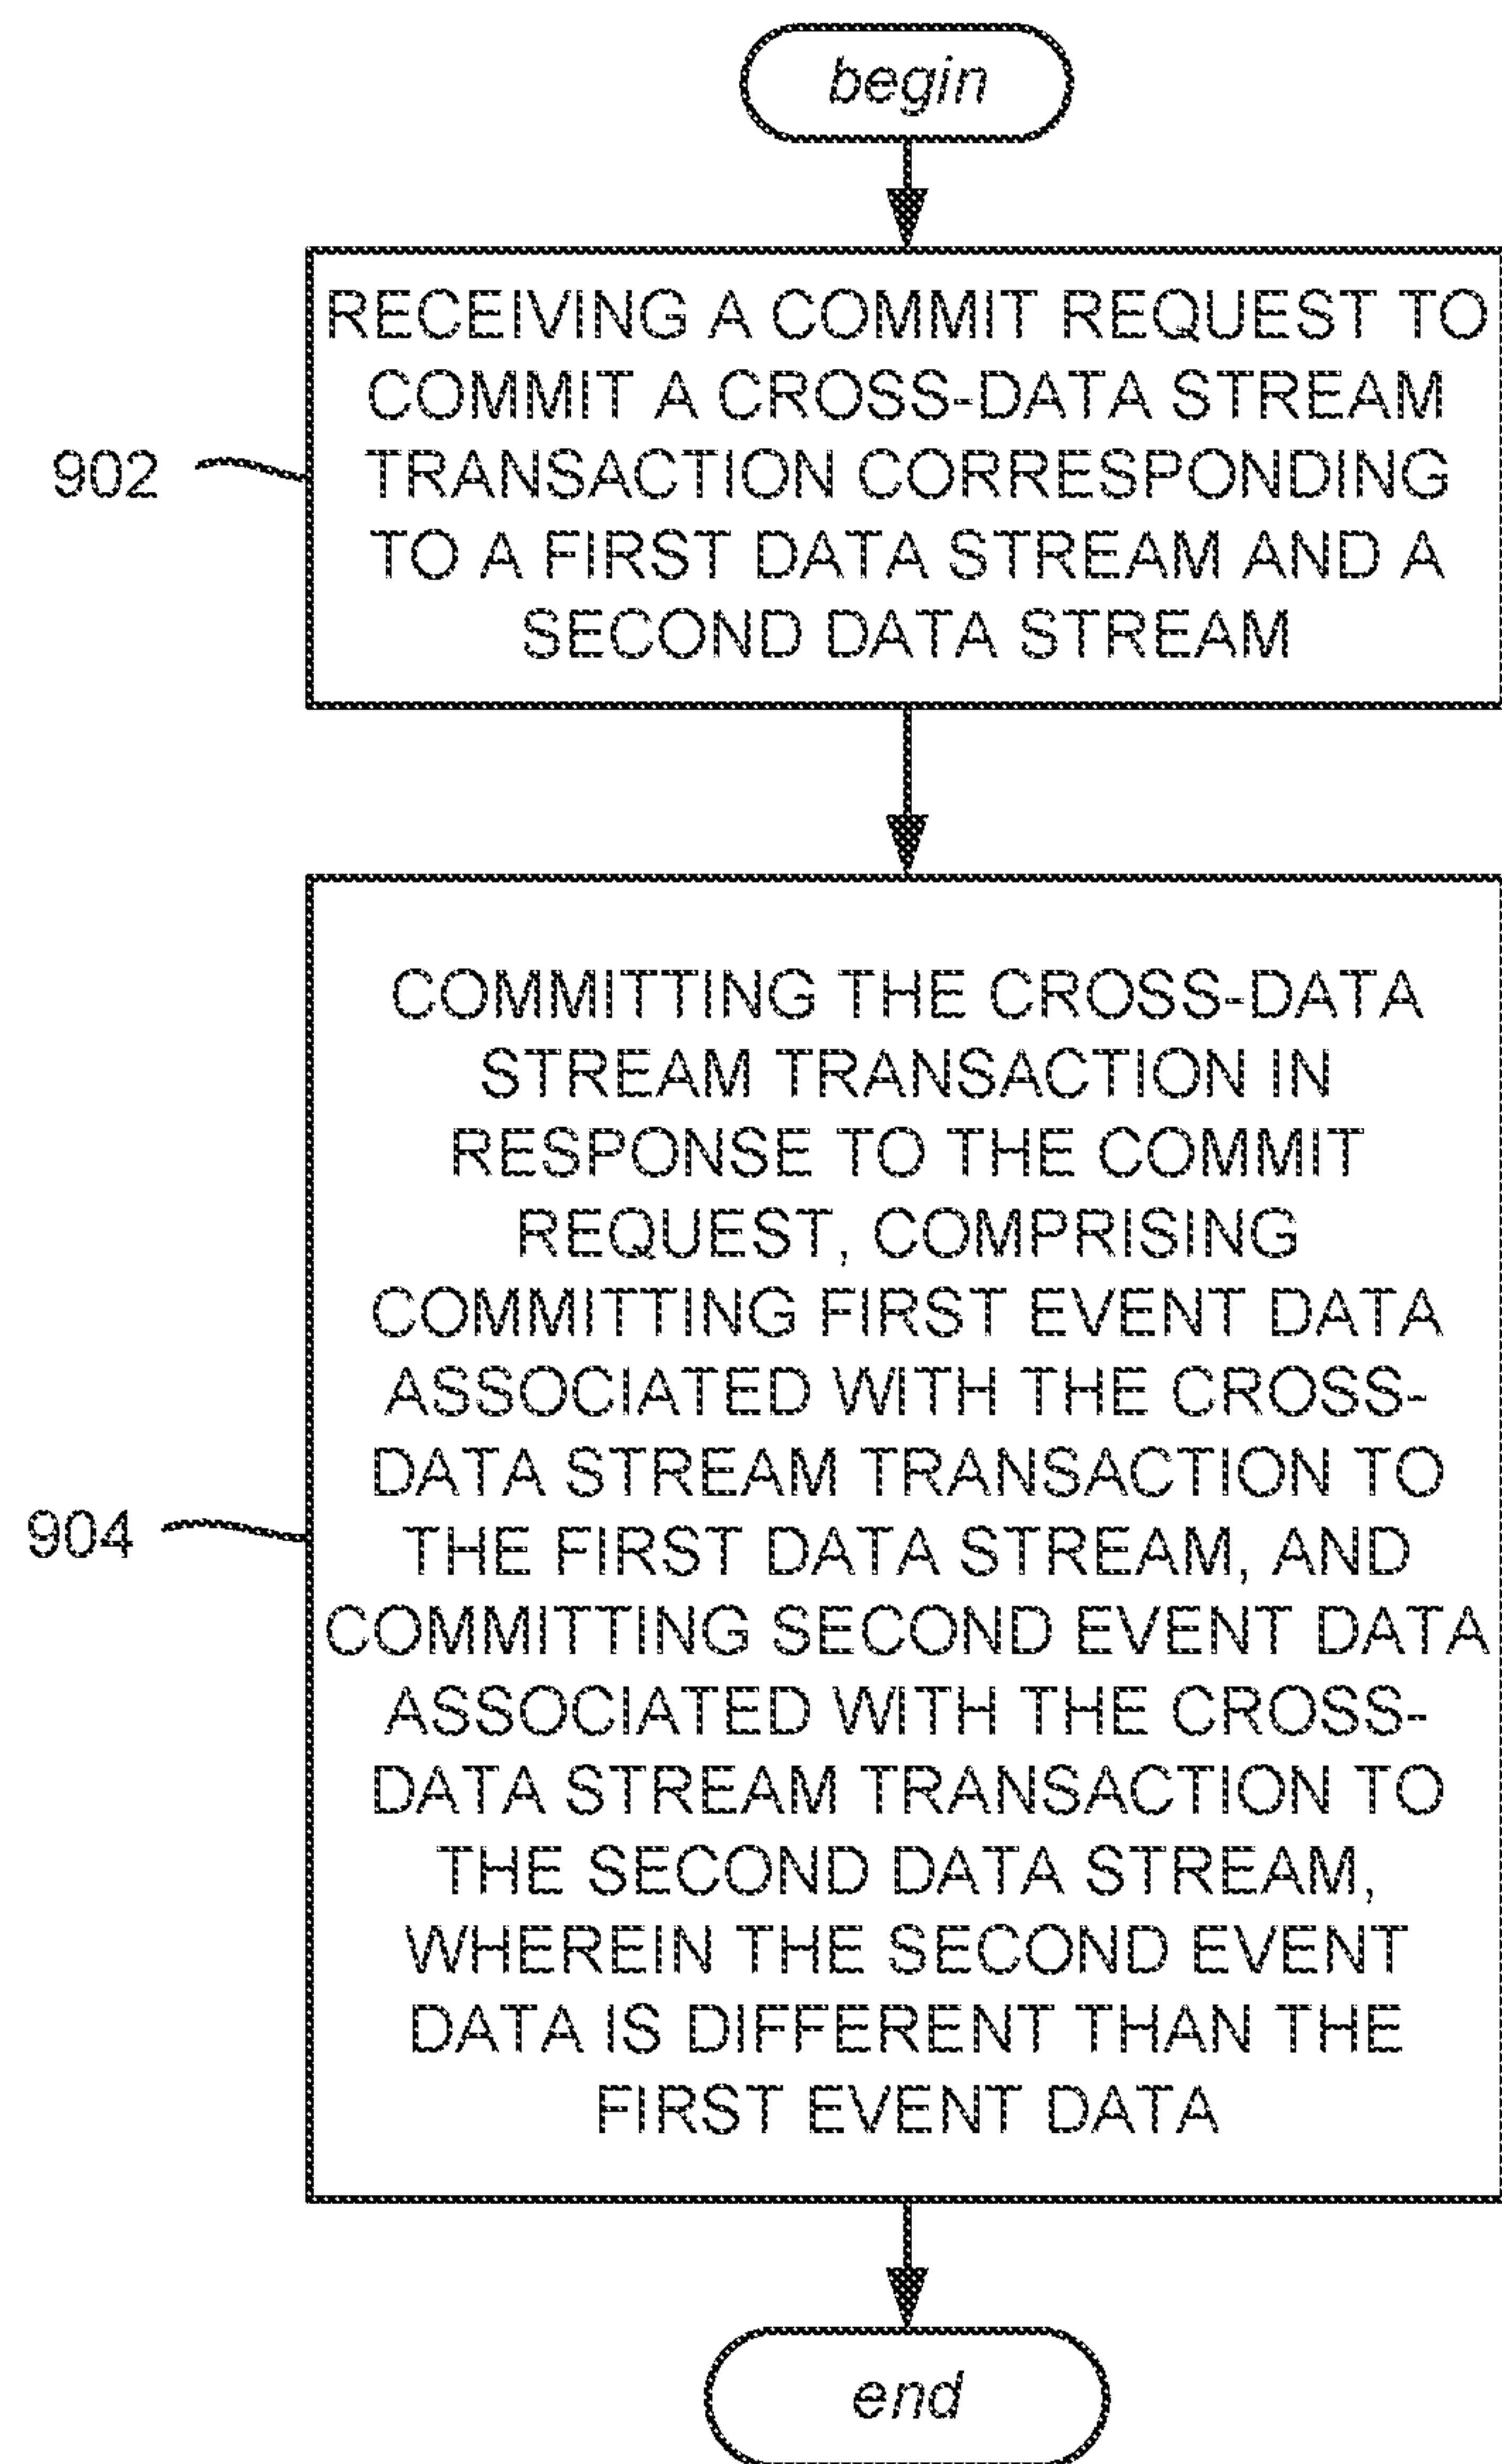 begin
RECEIVING A COMMIT REQUEST TO
COMMIT A CROSS-DATA STREAM
TRANSACTION CORRESPONDING
TO A FIRST DATA STREAM AND A
SECOND DATA STREAM
902
COMMITTING THE CROSS-DATA
STREAM TRANSACTION IN
RESPONSE TO THE COMMIT
REQUEST, COMPRISING
COMMITTING FIRST EVENT DATA
ASSOCIATED WITH THE CROSS-
DATA STREAM TRANSACTION TO
THE FIRST DATA STREAM, AND
COMMITTING SECOND EVENT DATA
ASSOCIATED WITH THE CROSS-
DATA STREAM TRANSACTION TO
THE SECOND DATA STREAM,
WHEREIN THE SECOND EVENT
DATA IS DIFFERENT THAN THE
FIRST EVENT DATA
904
end